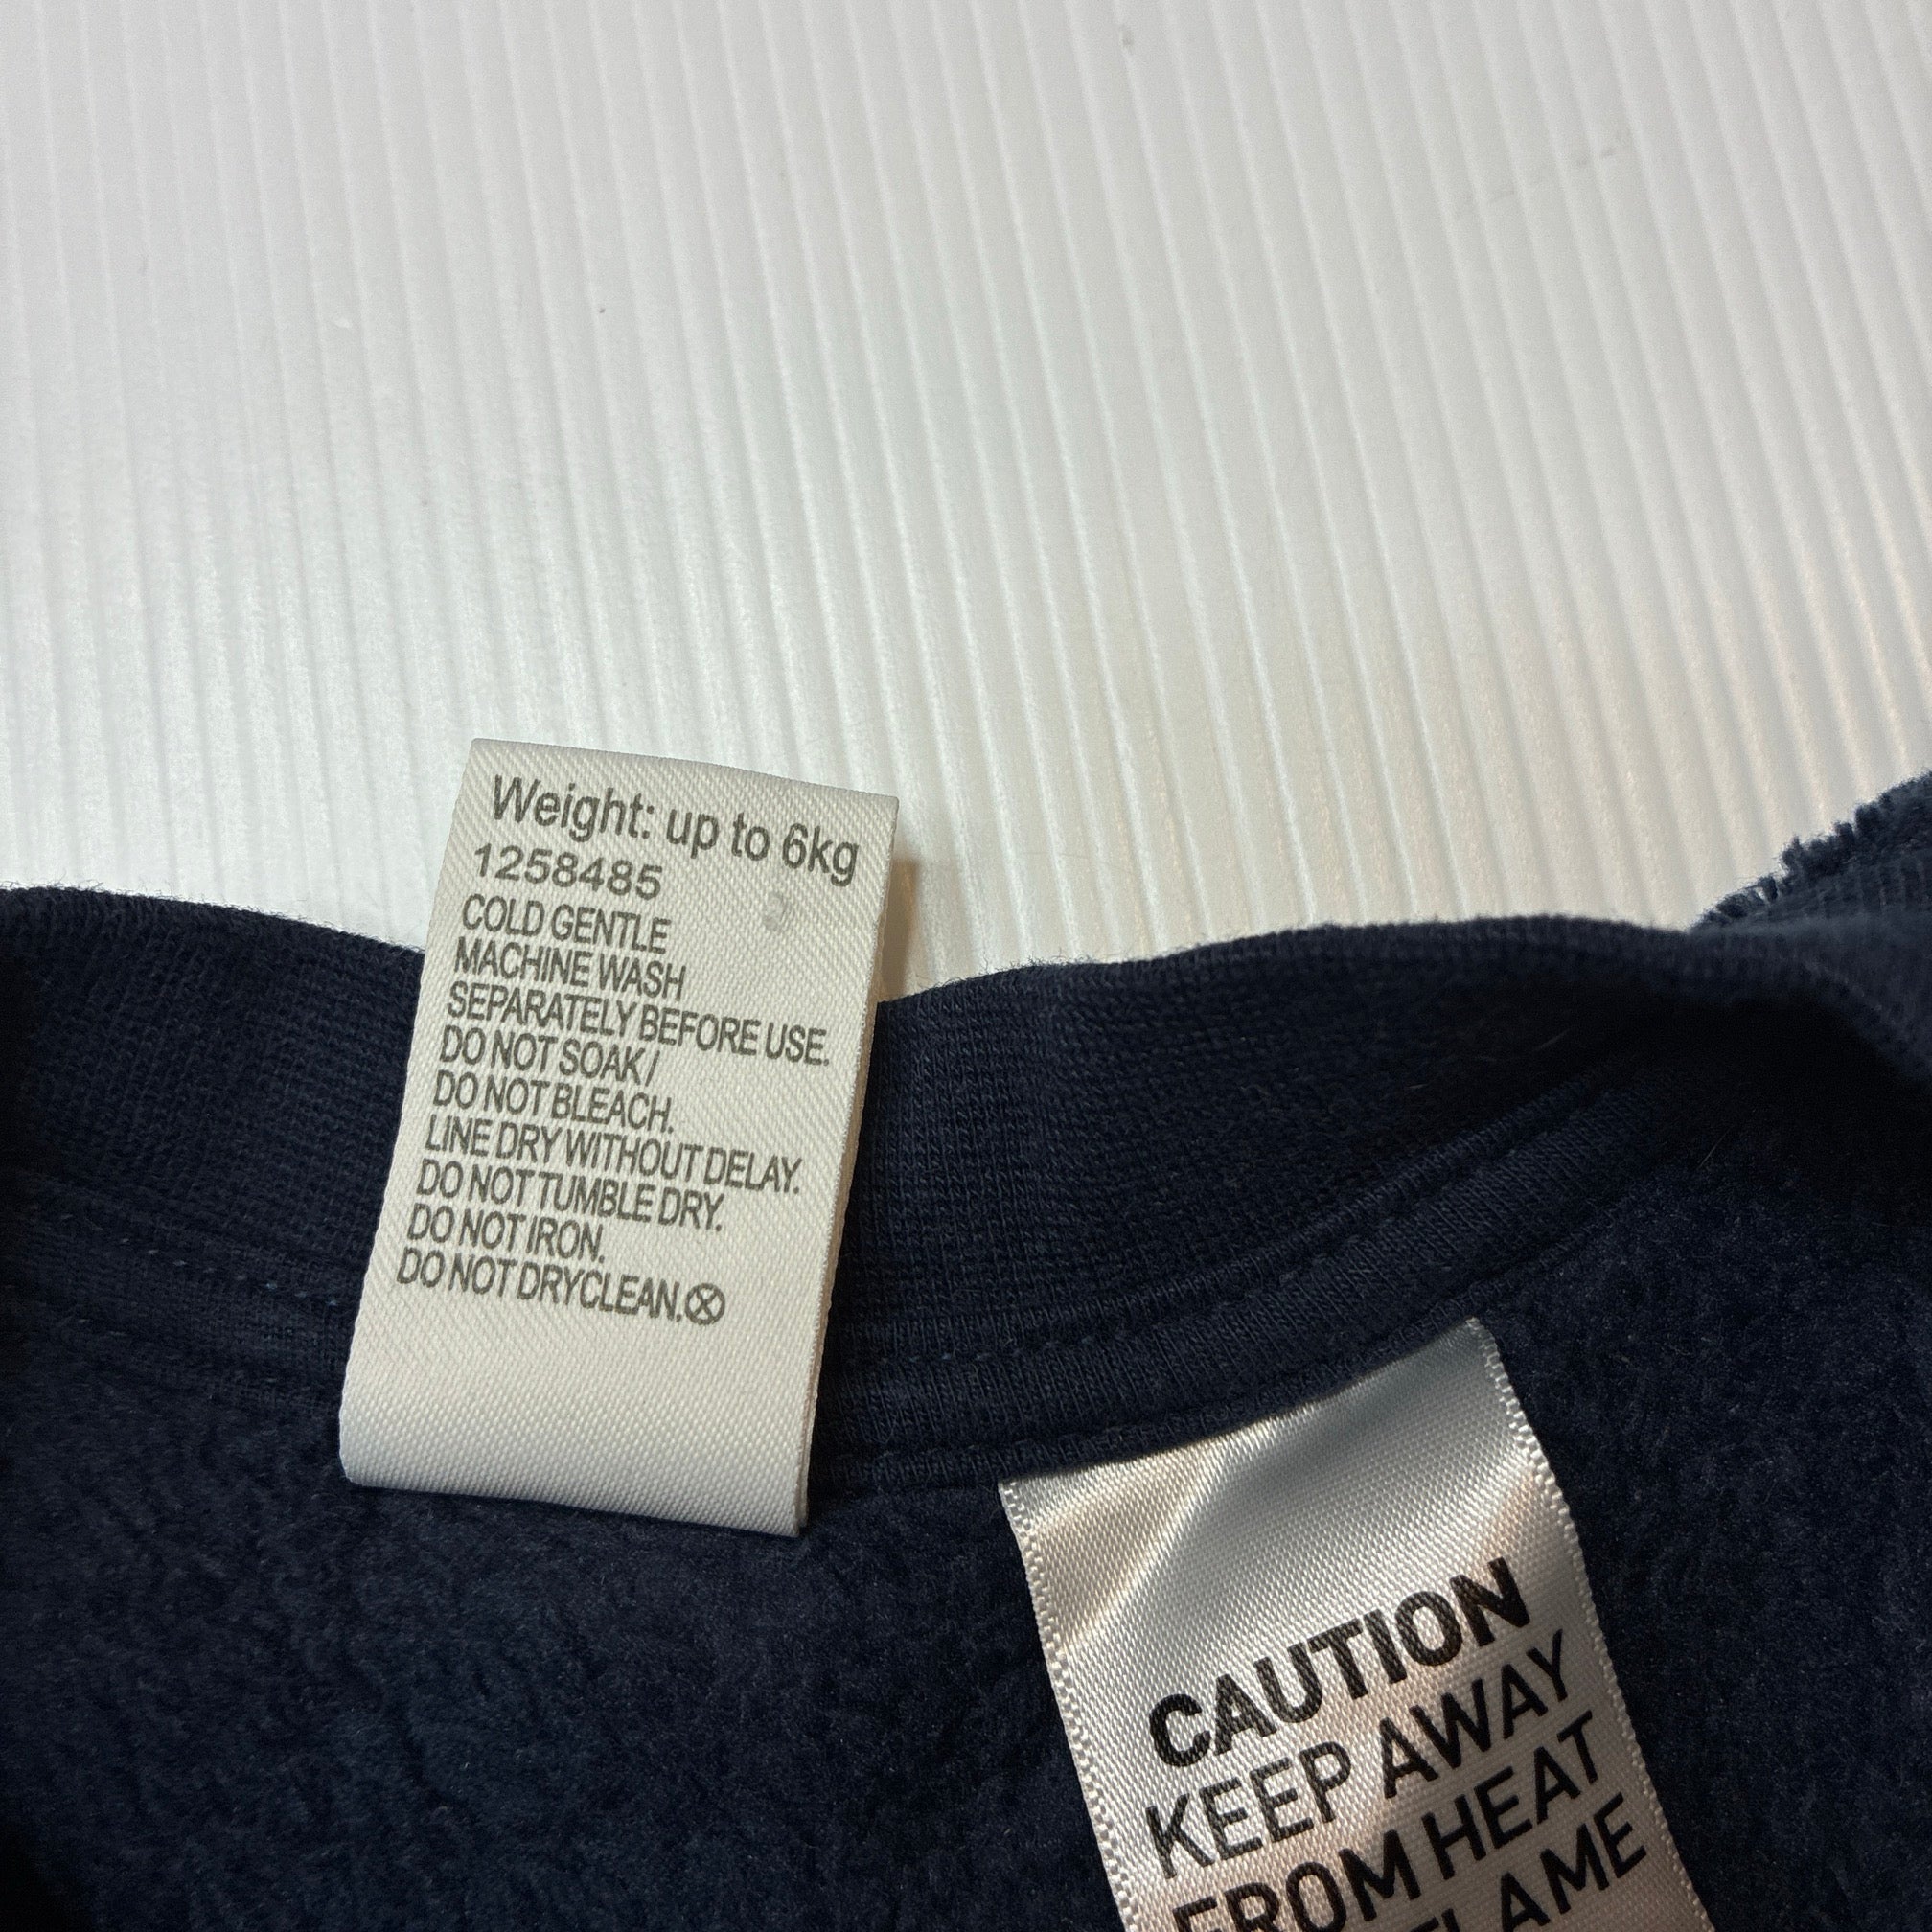 Weight: up to 6kg
1258485
COLD GENTLE
MACHINE WASH
SEPARATELY BEFORE USE.
DO NOT SOAK/
DO NOT BLEACH.
LINE DRY WITHOUT DELAY.
DO NOT TUMBLE DRY.
DO NOT IRON.
DO NOT DRYCLEAN.
CAUTION
KEEP AWAY
FROM HEAT
FLAME